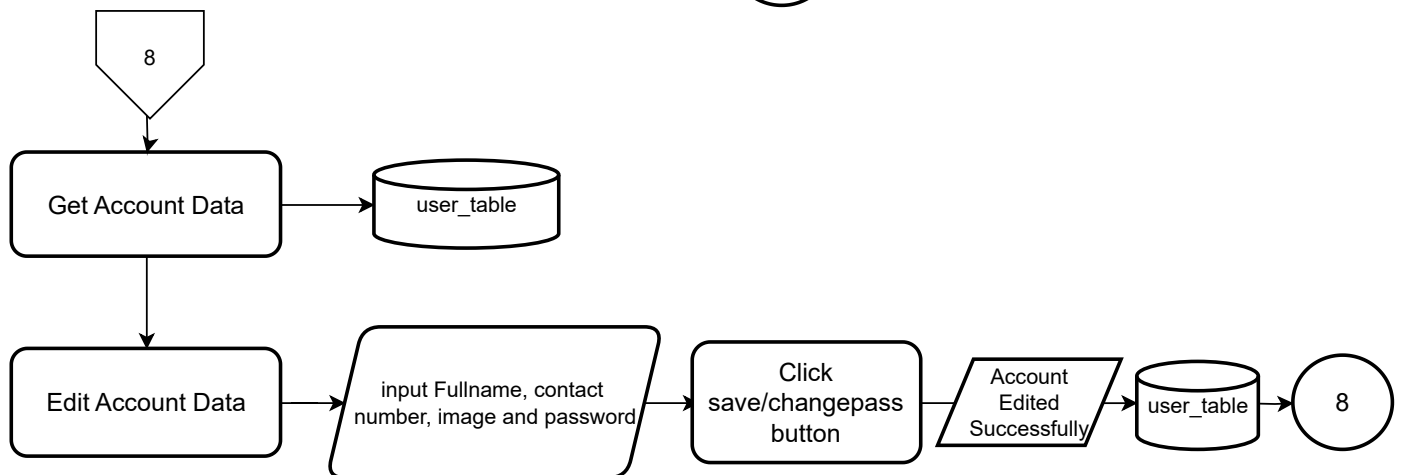 8
Get Account Data
user_table
Edit Account Data
input Fullname, contact
number, image and password
Click
save/changepass
button
Account
Edited
Successfully
user_table
8